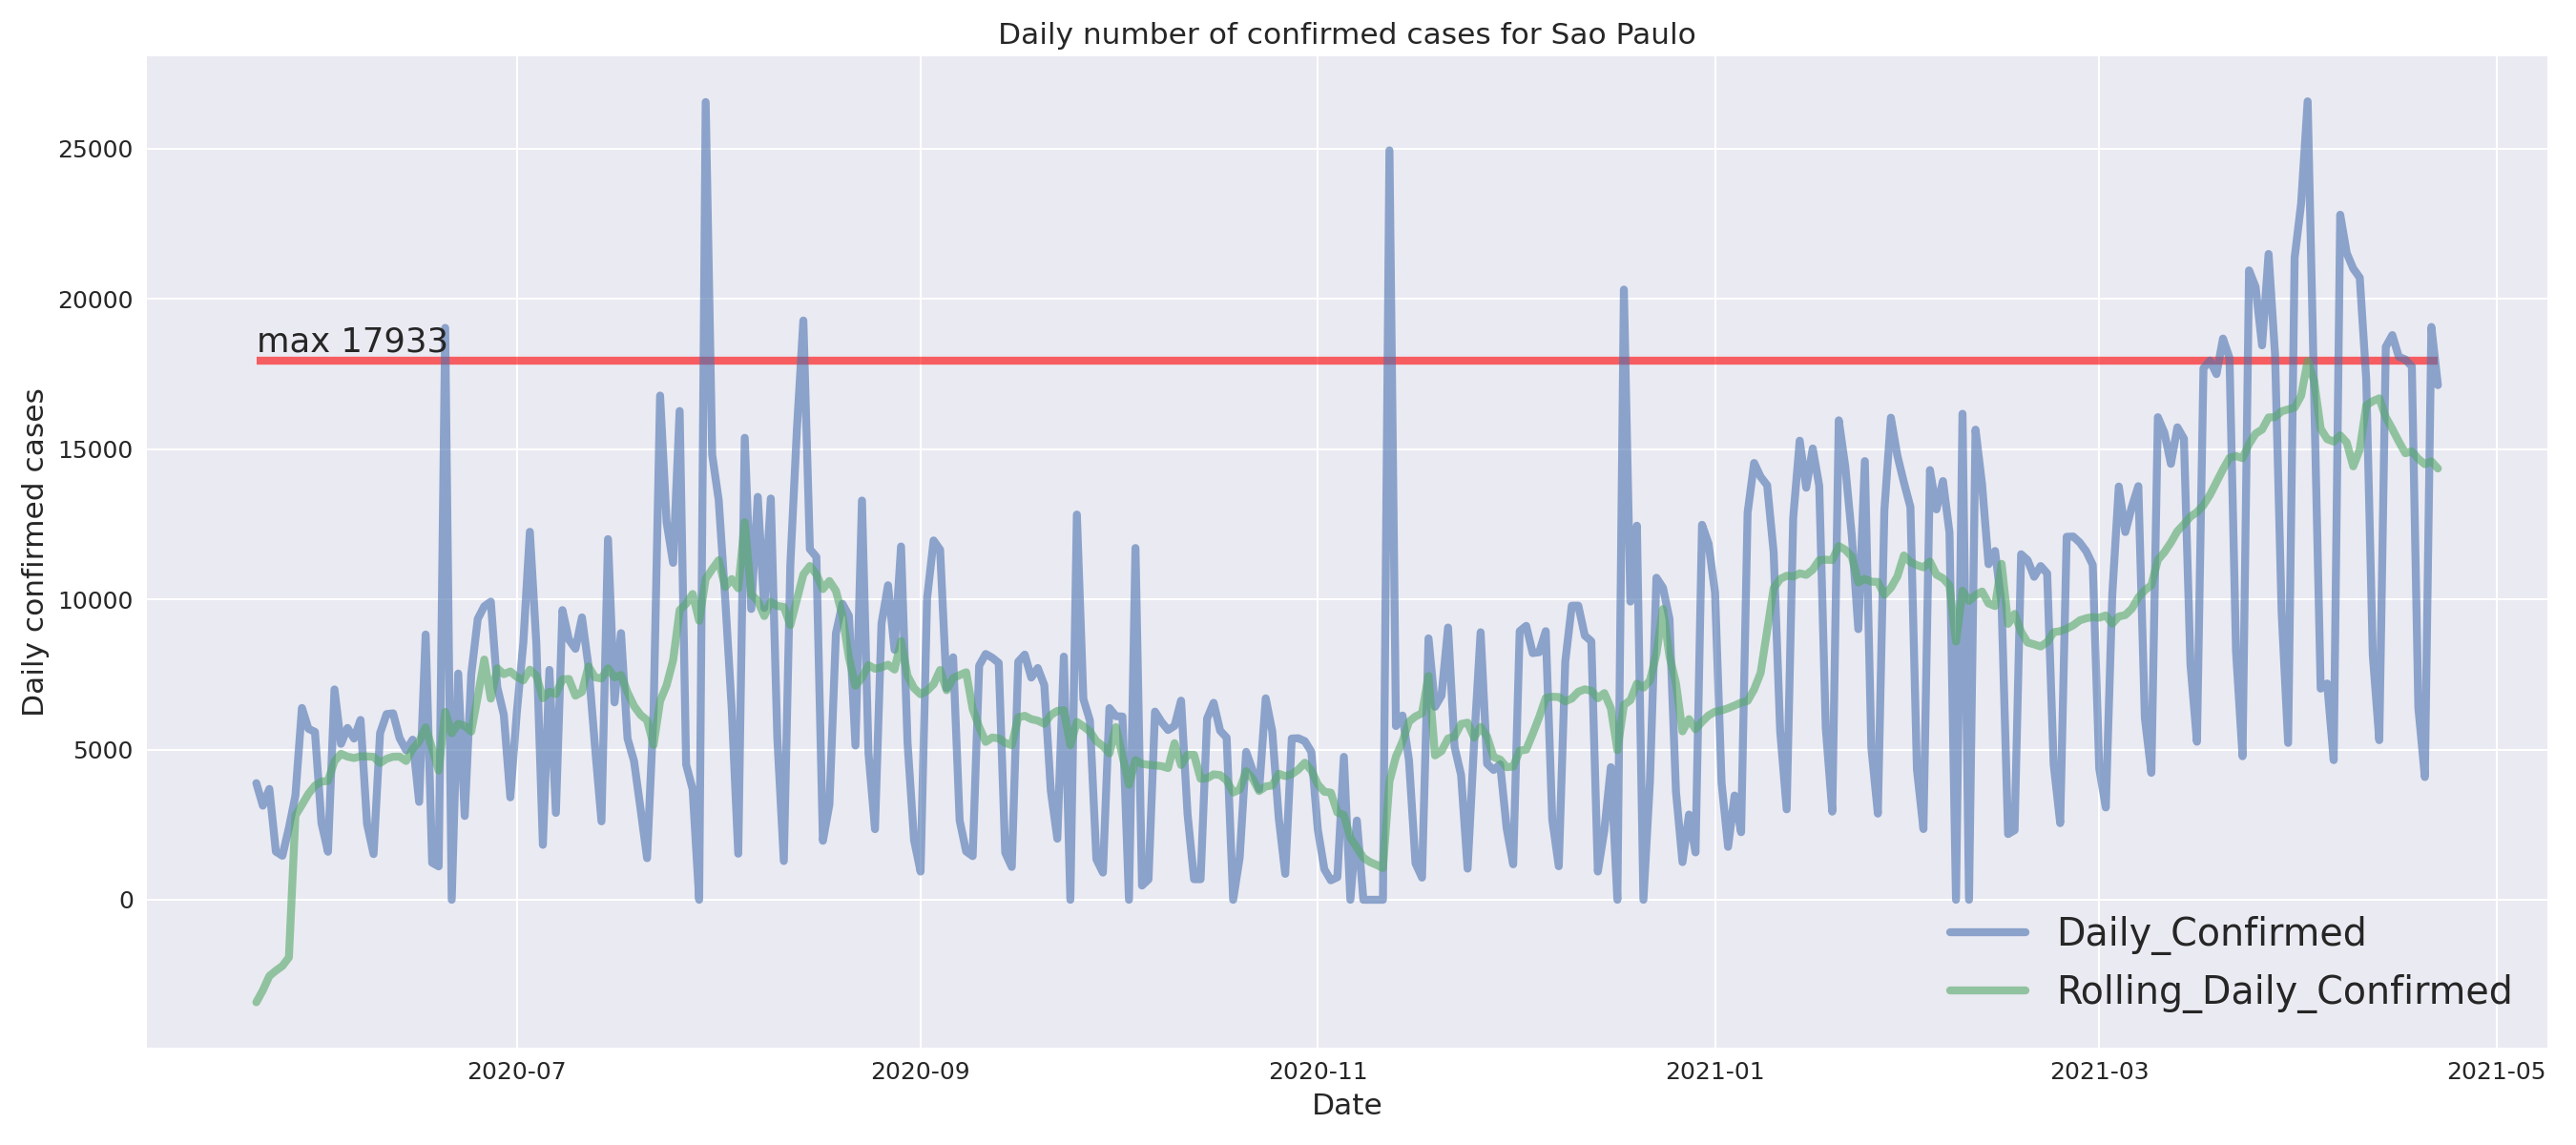 Daily number of confirmed cases for Sao Paulo
Daily confirmed cases
25000
20000
15000
10000
5000
0
max 17933
Daily_Confirmed
Rolling_Daily_Confirmed
2020-07
2020-09
2020-11
2021-01
2021-03
2021-05
Date